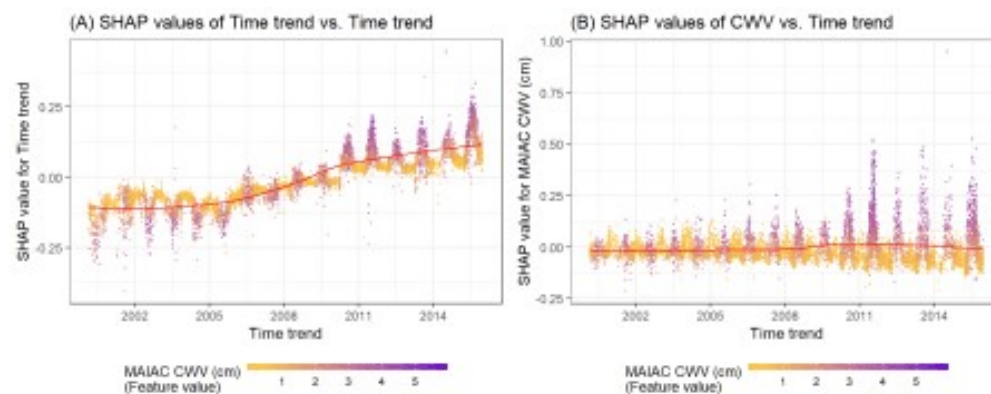 (A) SHAP values of Time trend vs. Time trend
SHAP value for Time trend
0.25
0.00
-0.25
2002 2005 2008 2011 2014
Time trend
MAIAC CWV (cm)
(Feature value)
1 2 3 4 5
(B) SHAP values of CWV vs. Time trend
SHAP value for MAIAC CWV (cm)
1.00
0.75
0.50
0.25
0.00
-0.25
2002 2005 2008 2011 2014
Time trend
MAIAC CWV (cm)
(Feature value)
1 2 3 4 5